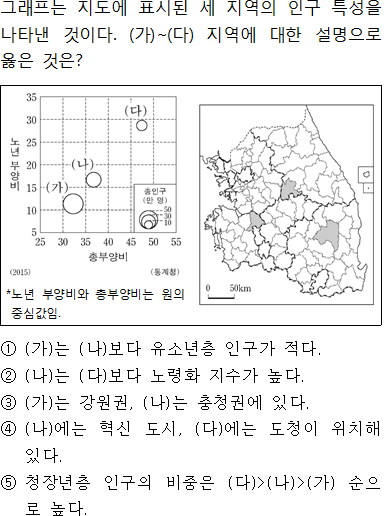 그래프는 지도에 표시된 세 지역의 인구 특성을
나타낸 것이다. (가)~(다) 지역에 대한 설명으로
옳은 것은?
35
30
25
20
15
10
5
노년 부양비
(다)
(나)
(가)
총인구
(만 명)
50
30
10
25 30 35 40 45 50 55
총부양비
(2015)
(통계청)
0 50km
*노년 부양비와 총부양비는 원의
중심값임.
① (가)는 (나)보다 유소년층 인구가 적다.
② (나)는 (다)보다 노령화 지수가 높다.
③ (가)는 강원권, (나)는 충청권에 있다.
④ (나)에는 혁신 도시, (다)에는 도청이 위치해
있다.
⑤ 청장년층 인구의 비중은 (다)>(나)>(가) 순으
로 높다.